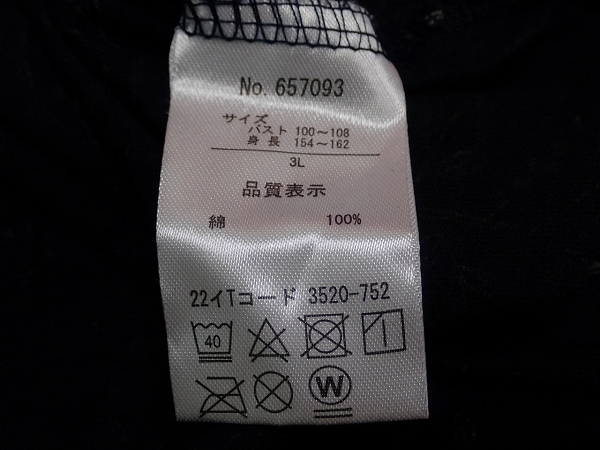 No. 657093
サイズ
バスト 100～108
身長 154～162
3L
品質表示
綿 100%
22イTコード 3520-752
40
W